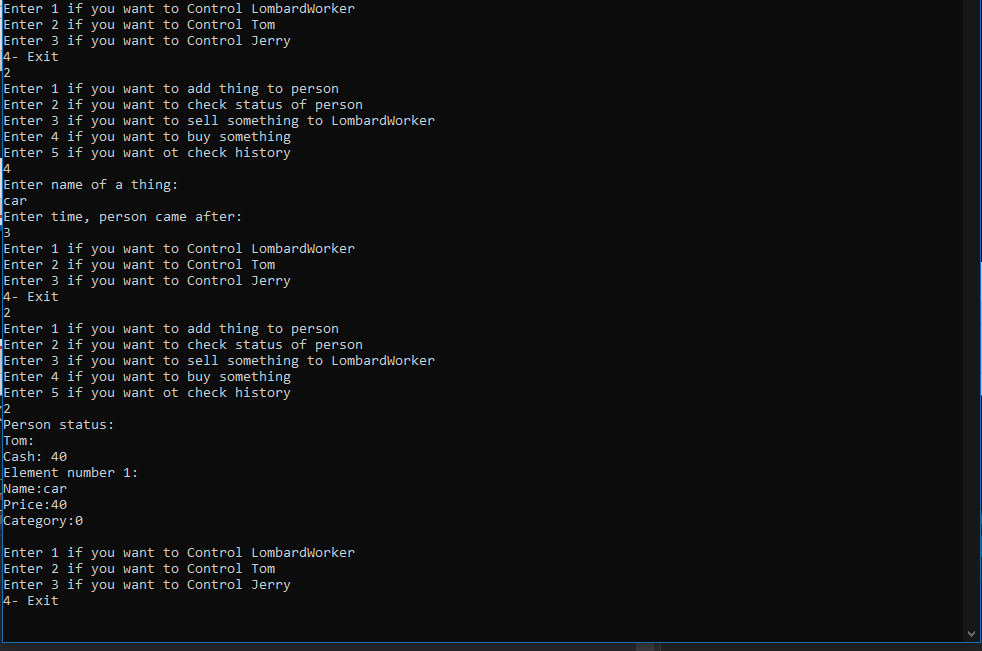 Enter 1 if you want to Control LombardWorker
Enter 2 if you want to Control Tom
Enter 3 if you want to Control Jerry
4- Exit
2
Enter 1 if you want to add thing to person
Enter 2 if you want to check status of person
Enter 3 if you want to sell something to LombardWorker
Enter 4 if you want to buy something
Enter 5 if you want ot check history
4
Enter name of a thing:
car
Enter time, person came after:
3
Enter 1 if you want to Control LombardWorker
Enter 2 if you want to Control Tom
Enter 3 if you want to Control Jerry
4- Exit
2
Enter 1 if you want to add thing to person
Enter 2 if you want to check status of person
Enter 3 if you want to sell something to LombardWorker
Enter 4 if you want to buy something
Enter 5 if you want ot check history
2
Person status:
Tom:
Cash: 40
Element number 1:
Name:car
Price:40
Category:0
Enter 1 if you want to Control LombardWorker
Enter 2 if you want to Control Tom
Enter 3 if you want to Control Jerry
4- Exit